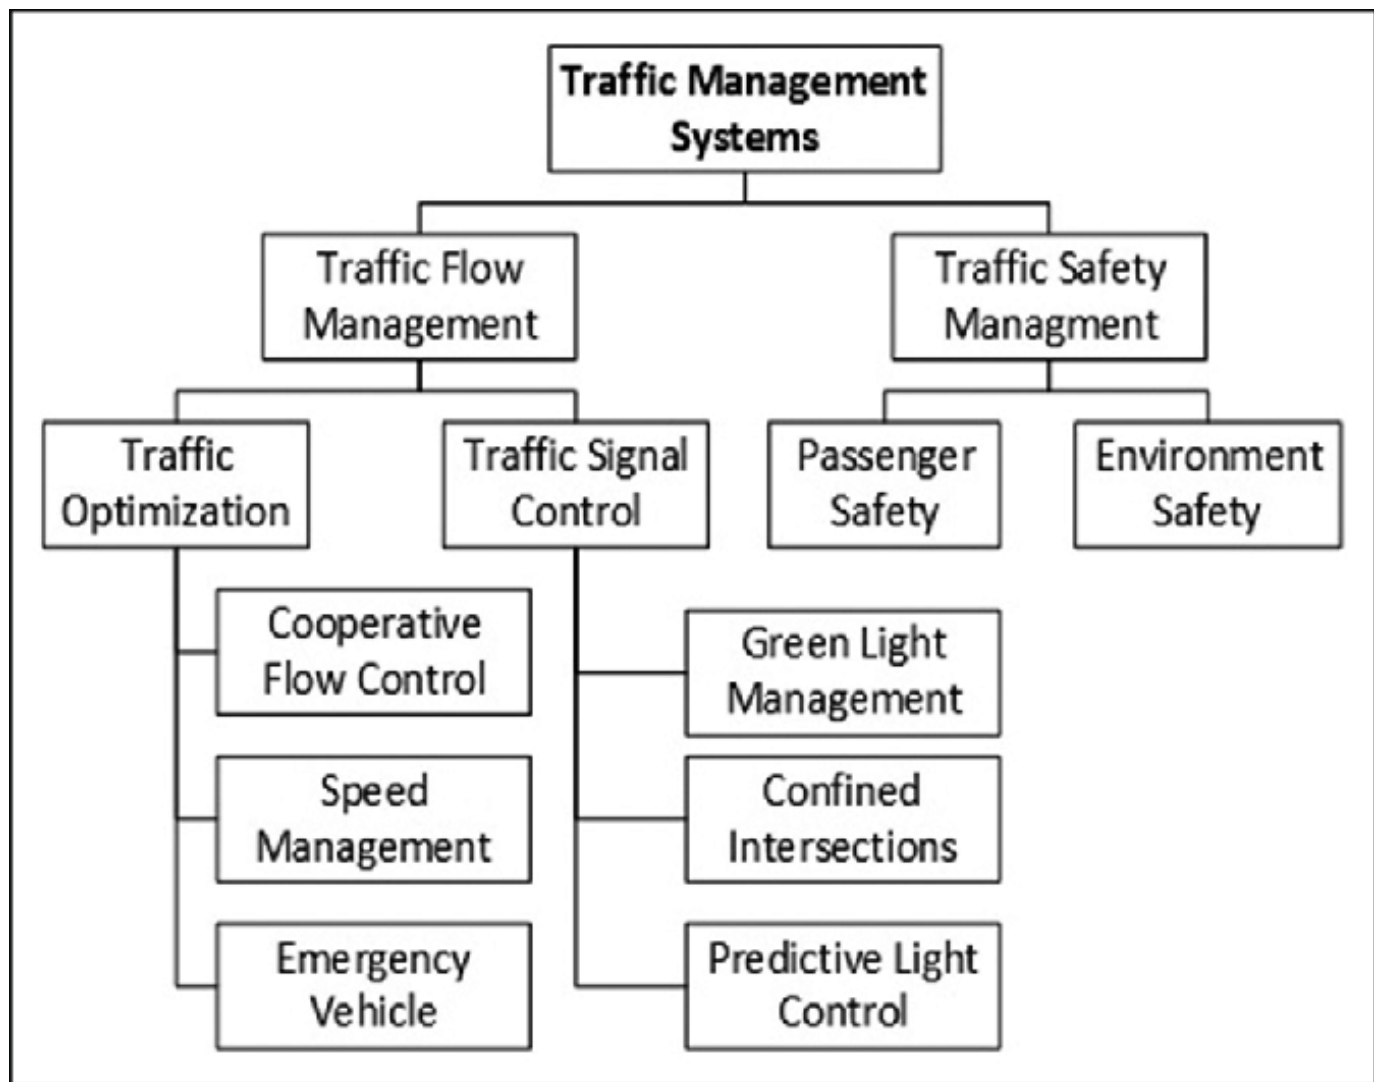 Traffic Management
Systems
Traffic Flow
Management
Traffic Safety
Managment
Traffic
Optimization
Traffic Signal
Control
Passenger
Safety
Environment
Safety
Cooperative
Flow Control
Green Light
Management
Speed
Management
Confined
Intersections
Emergency
Vehicle
Predictive Light
Control